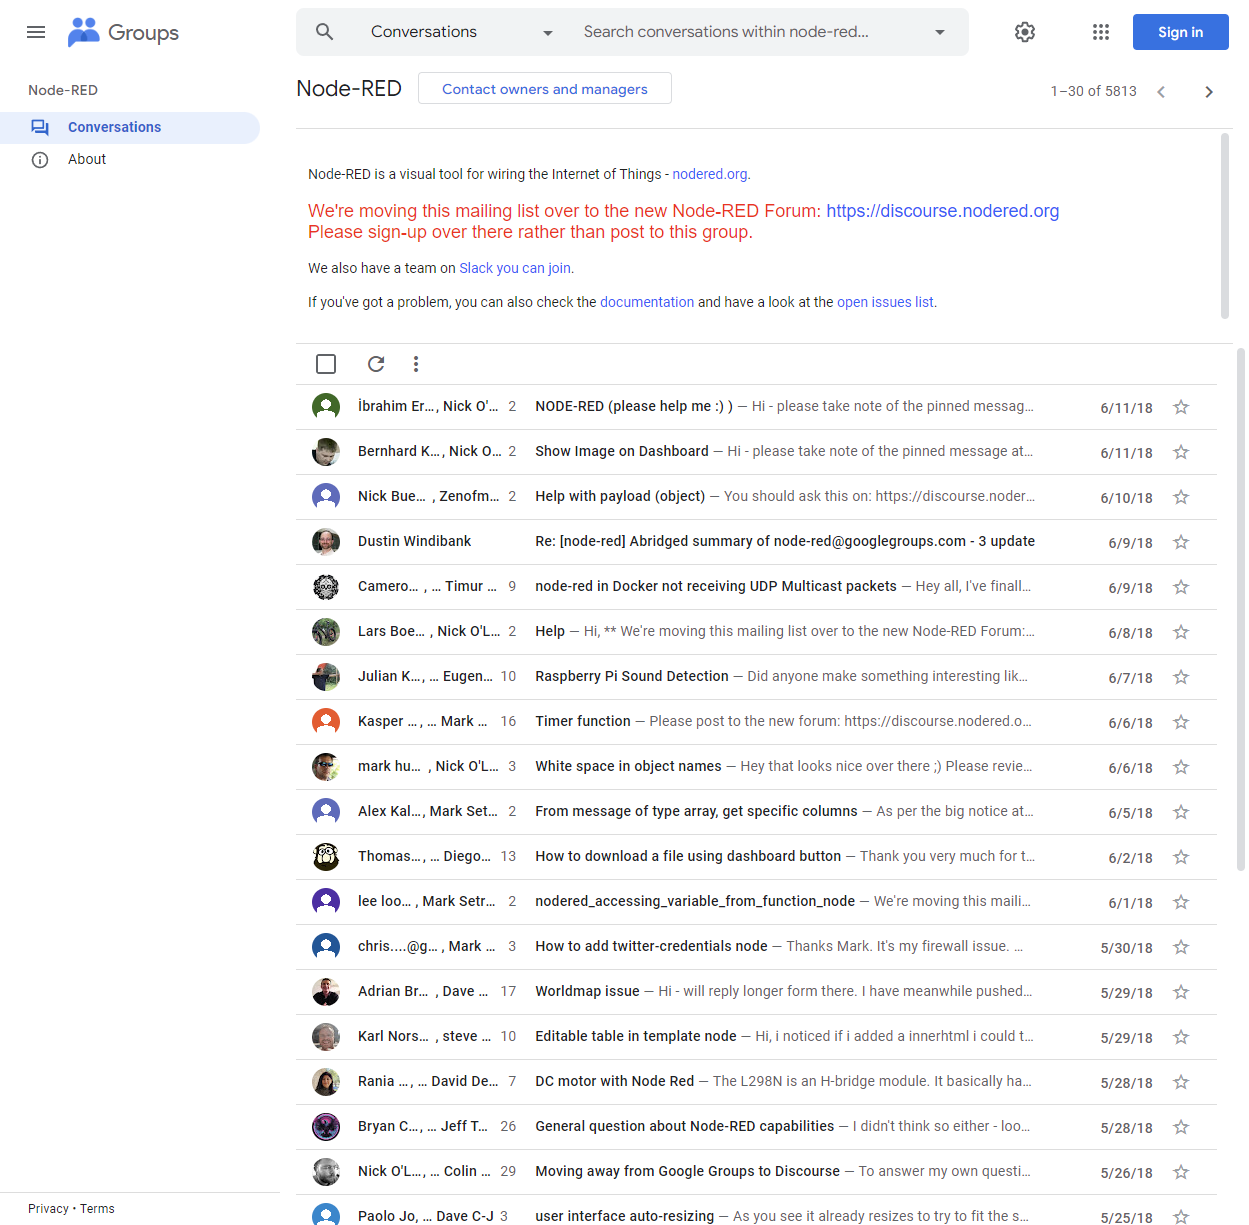 Groups
Conversations
Search conversations within node-red...
Sign in
Node-RED
Contact owners and managers
1–30 of 5813
Node-RED
Conversations
About
Node-RED is a visual tool for wiring the Internet of Things - nodered.org.
We're moving this mailing list over to the new Node-RED Forum: https://discourse.nodered.org
Please sign-up over there rather than post to this group.
We also have a team on Slack you can join.
If you've got a problem, you can also check the documentation and have a look at the open issues list.
İbrahim Er…, Nick O'… 2 NODE-RED (please help me :) ) — Hi - please take note of the pinned messag… 6/11/18
Bernhard K…, Nick O… 2 Show Image on Dashboard — Hi - please take note of the pinned message at… 6/11/18
Nick Bue… , Zenofm… 2 Help with payload (object) — You should ask this on: https://discourse.noder… 6/10/18
Dustin Windibank Re: [node-red] Abridged summary of node-red@googlegroups.com - 3 update 6/9/18
Camero… , … Timur … 9 node-red in Docker not receiving UDP Multicast packets — Hey all, I've finall… 6/9/18
Lars Boe… , Nick O'L… 2 Help — Hi, ** We're moving this mailing list over to the new Node-RED Forum:… 6/8/18
Julian K…, … Eugen… 10 Raspberry Pi Sound Detection — Did anyone make something interesting lik… 6/7/18
Kasper …, … Mark … 16 Timer function — Please post to the new forum: https://discourse.nodered.o… 6/6/18
mark hu… , Nick O'L… 3 White space in object names — Hey that looks nice over there ;) Please revie… 6/6/18
Alex Kal…, Mark Set… 2 From message of type array, get specific columns — As per the big notice at… 6/5/18
Thomas…, … Diego… 13 How to download a file using dashboard button — Thank you very much for t… 6/2/18
lee loo… , Mark Setr… 2 nodered_accessing_variable_from_function_node — We're moving this maili… 6/1/18
chris....@g… , Mark … 3 How to add twitter-credentials node — Thanks Mark. It's my firewall issue. … 5/30/18
Adrian Br… , Dave … 17 Worldmap issue — Hi - will reply longer form there. I have meanwhile pushed… 5/29/18
Karl Nors… , steve … 10 Editable table in template node — Hi, i noticed if i added a innerhtml i could t… 5/29/18
Rania …, … David De… 7 DC motor with Node Red — The L298N is an H-bridge module. It basically ha… 5/28/18
Bryan C…, … Jeff T… 26 General question about Node-RED capabilities — I didn't think so either - loo… 5/28/18
Nick O'L…, … Colin … 29 Moving away from Google Groups to Discourse — To answer my own questi… 5/26/18
Paolo Jo, … Dave C-J 3 user interface auto-resizing — As you see it already resizes to try to fit the s… 5/25/18
Privacy • Terms